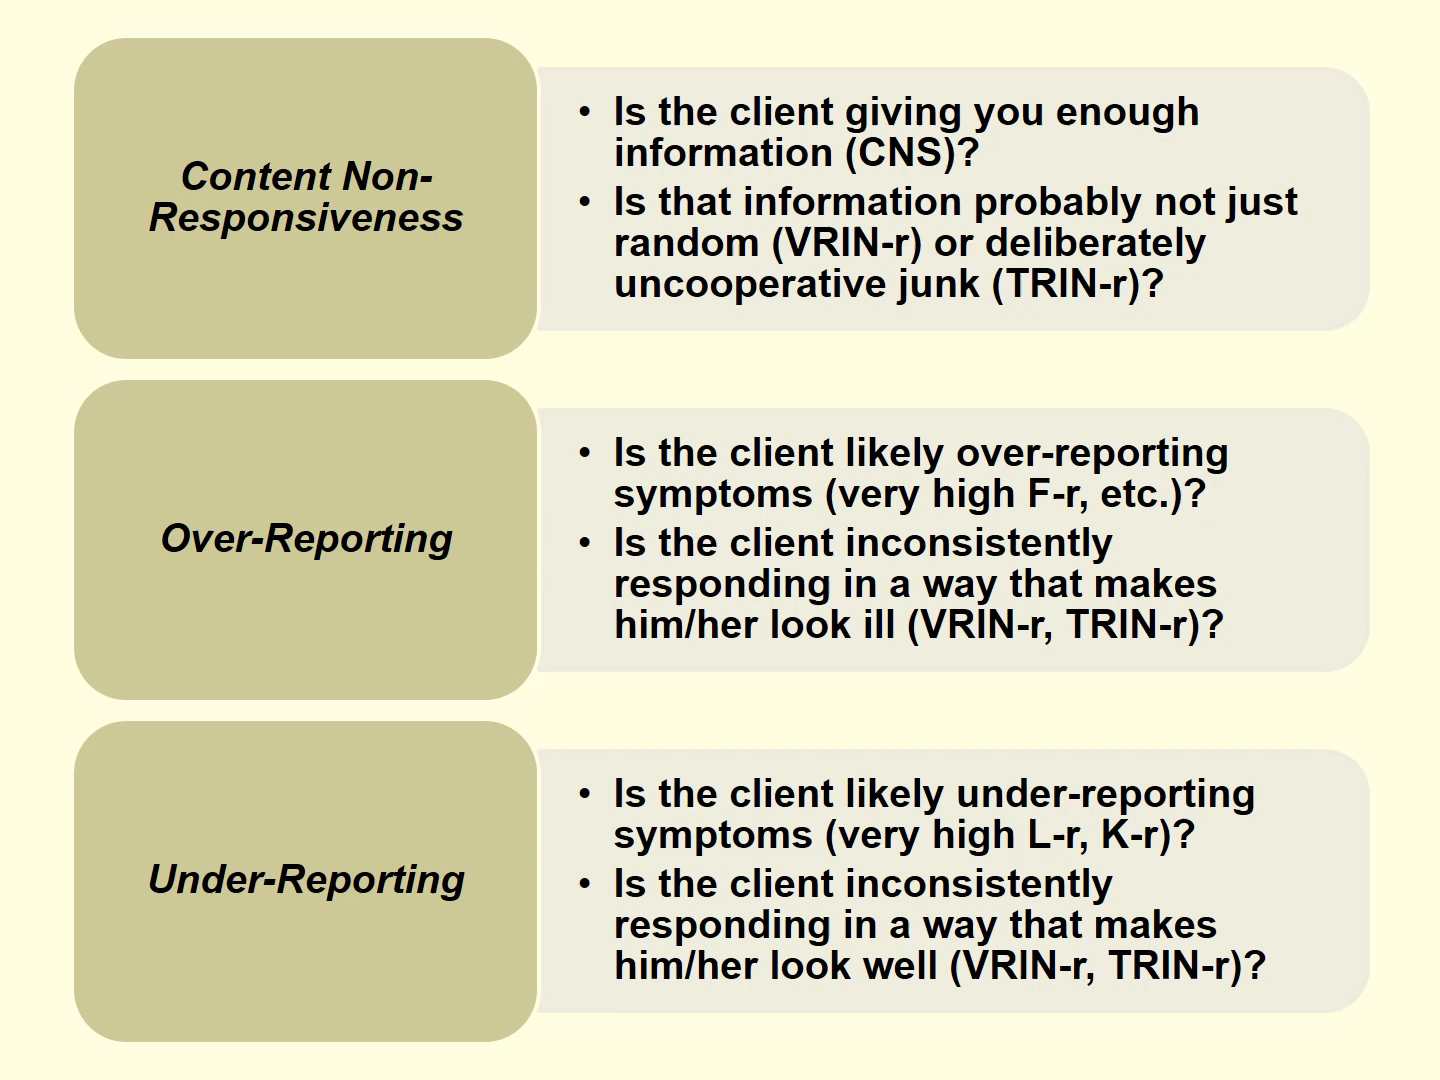 Content Non-
Responsiveness
• Is the client giving you enough
information (CNS)?
• Is that information probably not just
random (VRIN-r) or deliberately
uncooperative junk (TRIN-r)?
Over-Reporting
• Is the client likely over-reporting
symptoms (very high F-r, etc.)?
• Is the client inconsistently
responding in a way that makes
him/her look ill (VRIN-r, TRIN-r)?
Under-Reporting
• Is the client likely under-reporting
symptoms (very high L-r, K-r)?
• Is the client inconsistently
responding in a way that makes
him/her look well (VRIN-r, TRIN-r)?